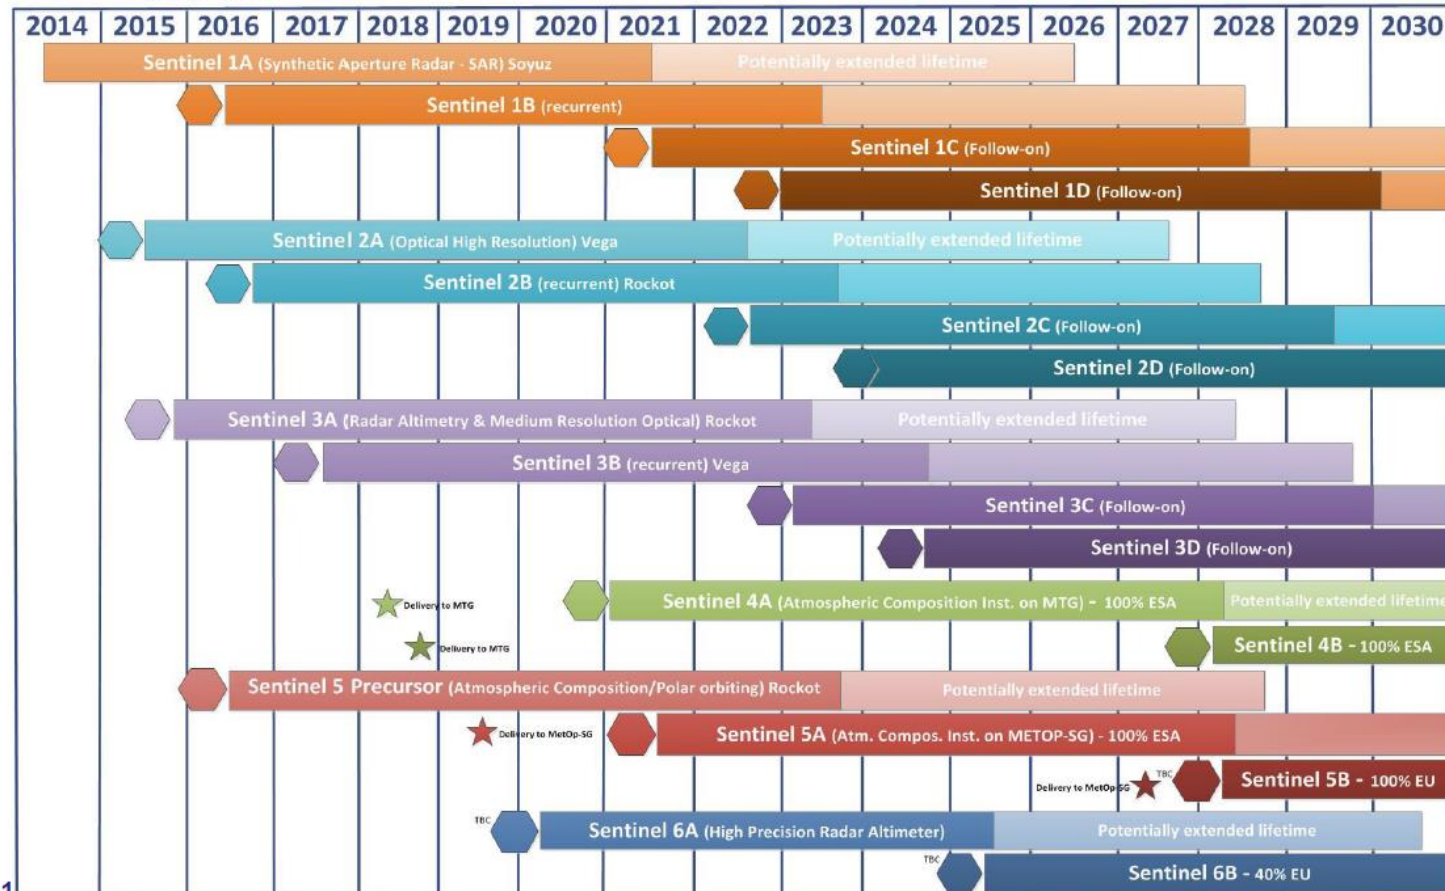 2014 2015 2016 2017 2018 2019 2020 2021 2022 2023 2024 2025 2026 2027 2028 2029 2030
Sentinel 1A (Synthetic Aperture Radar - SAR) Soyuz Potentially extended lifetime
Sentinel 1B (recurrent)
Sentinel 1C (Follow-on)
Sentinel 1D (Follow-on)
Sentinel 2A (Optical High Resolution) Vega Potentially extended lifetime
Sentinel 2B (recurrent) Rockot
Sentinel 2C (Follow-on)
Sentinel 2D (Follow-on)
Sentinel 3A (Radar Altimetry & Medium Resolution Optical) Rockot Potentially extended lifetime
Sentinel 3B (recurrent) Vega
Sentinel 3C (Follow-on)
Sentinel 3D (Follow-on)
Delivery to MTG Sentinel 4A (Atmospheric Composition Inst. on MTG) - 100% ESA Potentially extended lifetime
Delivery to MTG Sentinel 4B - 100% ESA
Sentinel 5 Precursor (Atmospheric Composition/Polar orbiting) Rockot Potentially extended lifetime
Delivery to MetOp-SG Sentinel 5A (Atm. Compos. Inst. on METOP-SG) - 100% ESA
Delivery to MetOp-SG TBC Sentinel 5B - 100% EU
TBC Sentinel 6A (High Precision Radar Altimeter) Potentially extended lifetime
TBC Sentinel 6B - 40% EU
1